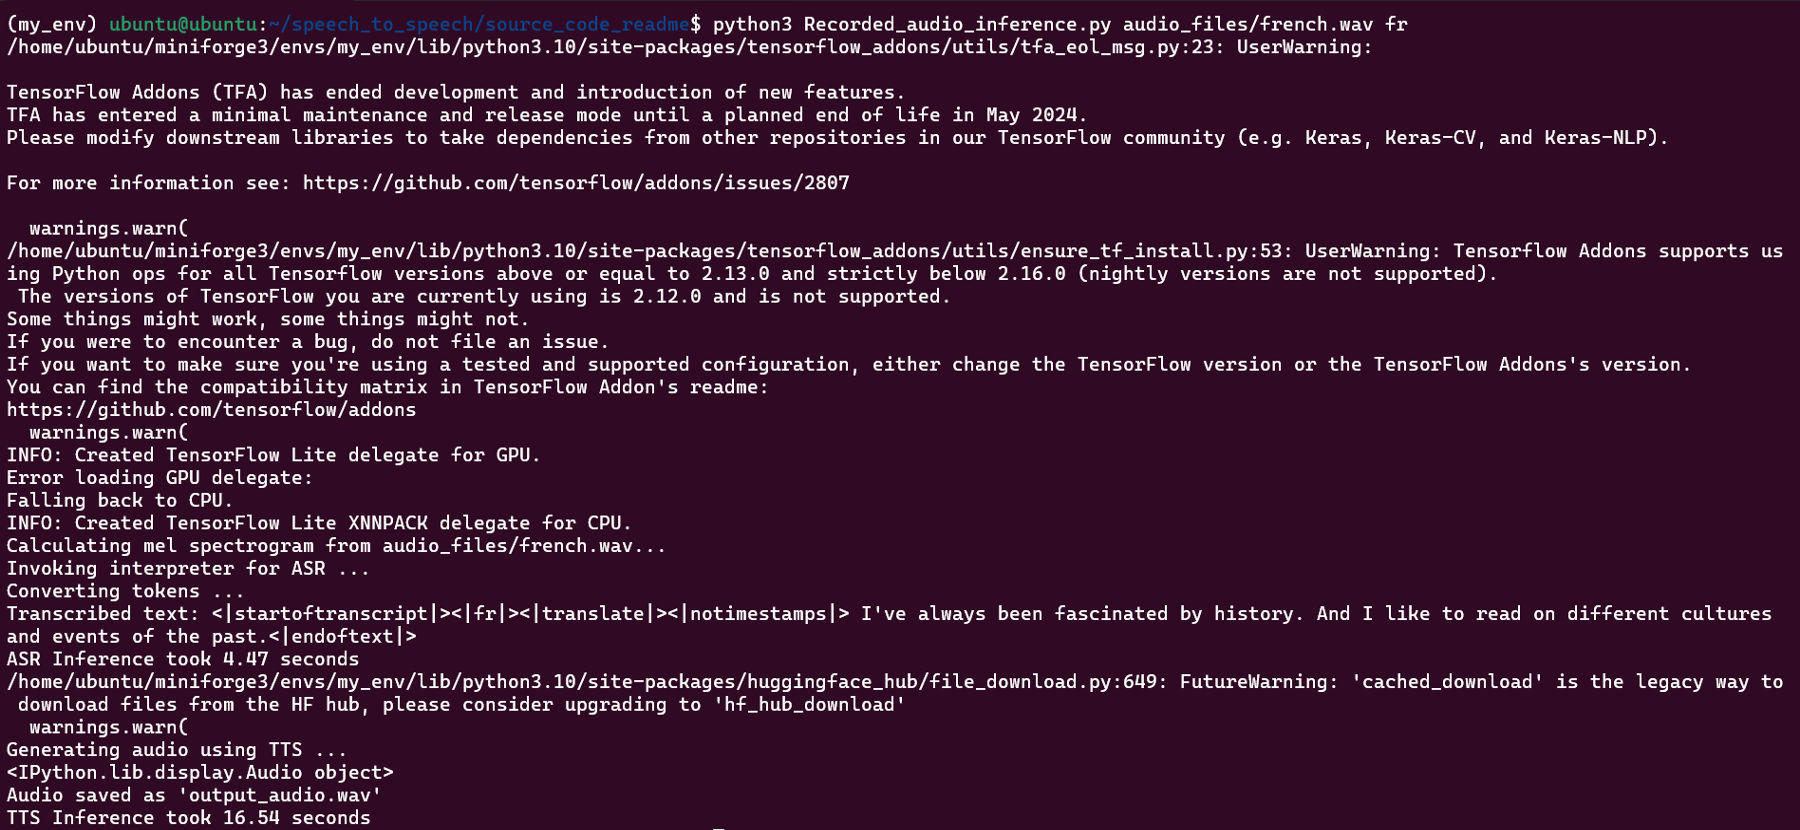 (my_env) ubuntu@ubuntu:~/speech_to_speech/source_code_readme$ python3 Recorded_audio_inference.py audio_files/french.wav fr
/home/ubuntu/miniforge3/envs/my_env/lib/python3.10/site-packages/tensorflow_addons/utils/tfa_eol_msg.py:23: UserWarning:
TensorFlow Addons (TFA) has ended development and introduction of new features.
TFA has entered a minimal maintenance and release mode until a planned end of life in May 2024.
Please modify downstream libraries to take dependencies from other repositories in our TensorFlow community (e.g. Keras, Keras-CV, and Keras-NLP).
For more information see: https://github.com/tensorflow/addons/issues/2807
warnings.warn(
/home/ubuntu/miniforge3/envs/my_env/lib/python3.10/site-packages/tensorflow_addons/utils/ensure_tf_install.py:53: UserWarning: Tensorflow Addons supports us
ing Python ops for all Tensorflow versions above or equal to 2.13.0 and strictly below 2.16.0 (nightly versions are not supported).
The versions of TensorFlow you are currently using is 2.12.0 and is not supported.
Some things might work, some things might not.
If you were to encounter a bug, do not file an issue.
If you want to make sure you're using a tested and supported configuration, either change the TensorFlow version or the TensorFlow Addons's version.
You can find the compatibility matrix in TensorFlow Addon's readme:
https://github.com/tensorflow/addons
warnings.warn(
INFO: Created TensorFlow Lite delegate for GPU.
Error loading GPU delegate:
Falling back to CPU.
INFO: Created TensorFlow Lite XNNPACK delegate for CPU.
Calculating mel spectrogram from audio_files/french.wav...
Invoking interpreter for ASR ...
Converting tokens ...
Transcribed text: <|startoftranscript|><|fr|><|translate|><|notimestamps|> I've always been fascinated by history. And I like to read on different cultures
and events of the past.<|endoftext|>
ASR Inference took 4.47 seconds
/home/ubuntu/miniforge3/envs/my_env/lib/python3.10/site-packages/huggingface_hub/file_download.py:649: FutureWarning: 'cached_download' is the legacy way to
download files from the HF hub, please consider upgrading to 'hf_hub_download'
warnings.warn(
Generating audio using TTS ...
<IPython.lib.display.Audio object>
Audio saved as 'output_audio.wav'
TTS Inference took 16.54 seconds